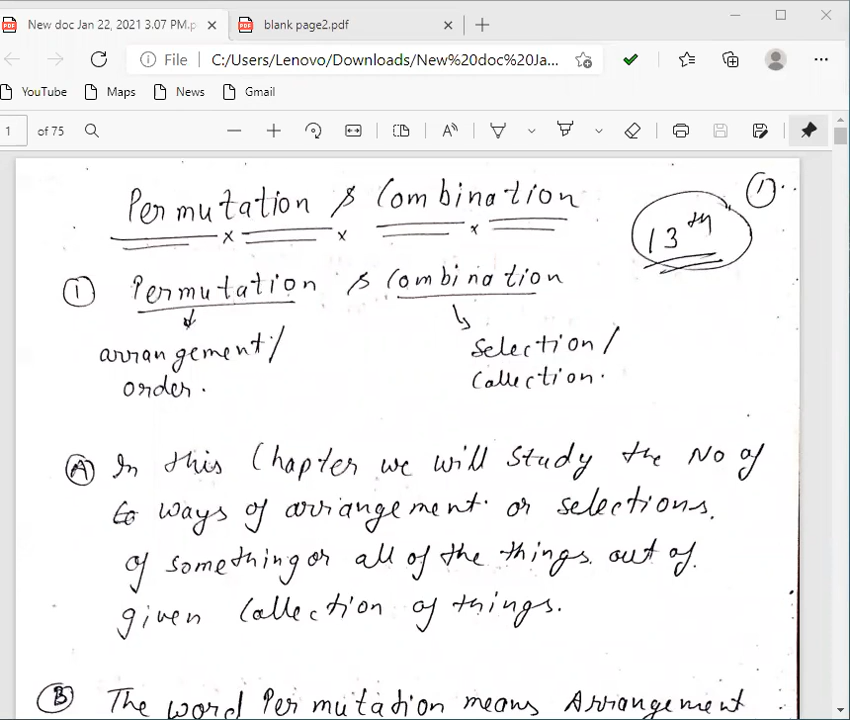 New doc Jan 22, 2021 3.07 PM.p
blank page2.pdf
File
C:/Users/Lenovo/Downloads/New%20doc%20Ja...
YouTube
Maps
News
Gmail
1 of 75
①
Permutation & Combination
13th
① Permutation & Combination
arrangement/
order.
Selection/
Collection.
Ⓐ In this Chapter we will study the No of
ways of arrangement or selections.
of something or all of the things out of
given Collection of things.
Ⓑ The word Permutation means Arrangement